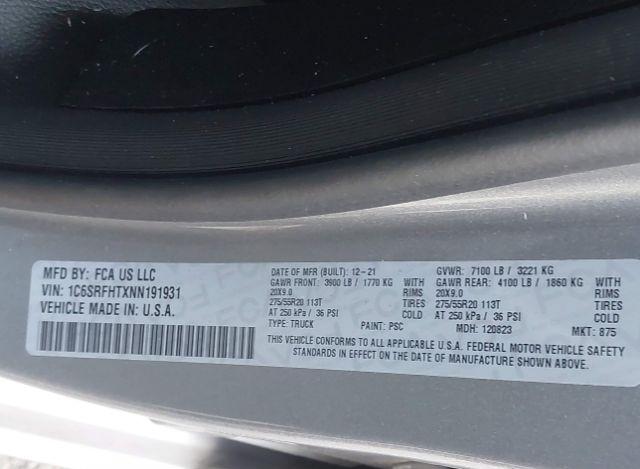 MFD BY: FCA US LLC
VIN: 1C6SRFHTXNN191931
VEHICLE MADE IN: U.S.A.
DATE OF MFR (BUILT): 12-21
GAWR FRONT: 3900 LB / 1770 KG WITH
20X9.0 RIMS
275/55R20 113T TIRES
AT 250 kPa / 36 PSI COLD
TYPE: TRUCK PAINT: PSC
GVWR: 7100 LB / 3221 KG
GAWR REAR: 4100 LB / 1860 KG WITH
20X9.0 RIMS
275/55R20 113T TIRES
AT 250 kPa / 36 PSI COLD
MDH: 120823 MKT: 875
THIS VEHICLE CONFORMS TO ALL APPLICABLE U.S.A. FEDERAL MOTOR VEHICLE SAFETY
STANDARDS IN EFFECT ON THE DATE OF MANUFACTURE SHOWN ABOVE.